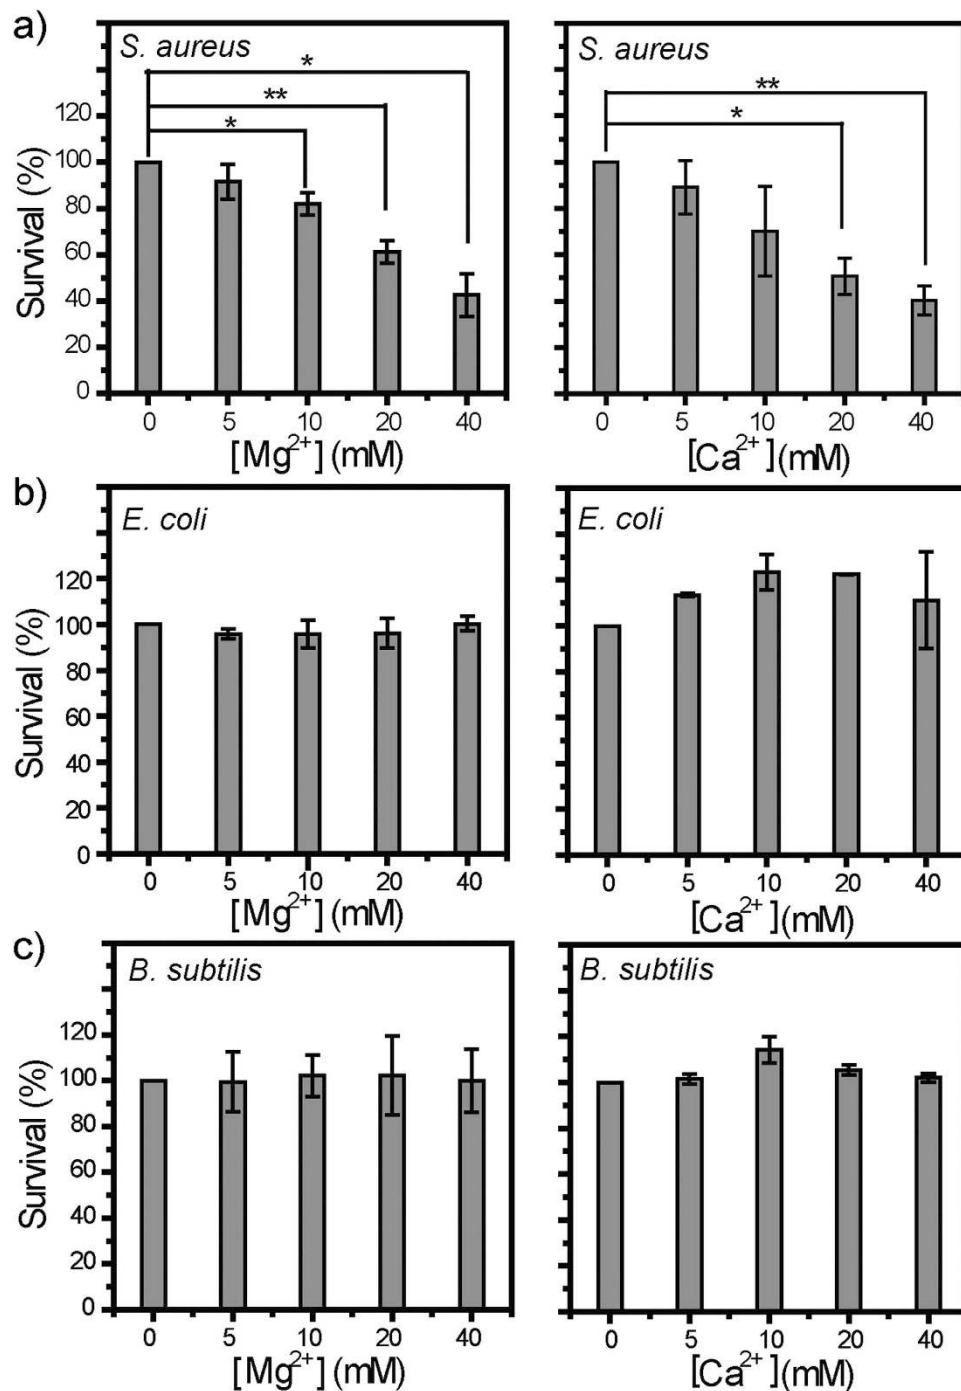 a)
S. aureus
*
**
*
Survival (%)
120
100
80
60
40
20
0
0 5 10 20 40
[Mg2+] (mM)
S. aureus
**
*
0 5 10 20 40
[Ca2+] (mM)
b)
E. coli
Survival (%)
120
100
80
60
40
20
0
0 5 10 20 40
[Mg2+] (mM)
E. coli
0 5 10 20 40
[Ca2+] (mM)
c)
B. subtilis
Survival (%)
120
100
80
60
40
20
0
0 5 10 20 40
[Mg2+] (mM)
B. subtilis
0 5 10 20 40
[Ca2+] (mM)